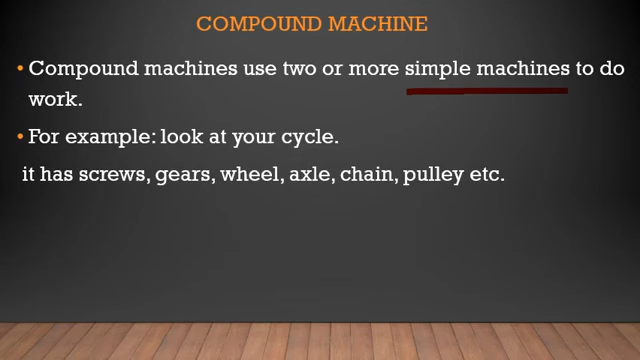 COMPOUND MACHINE
• Compound machines use two or more simple machines to do
work.
• For example: look at your cycle.
it has screws, gears, wheel, axle, chain, pulley etc.